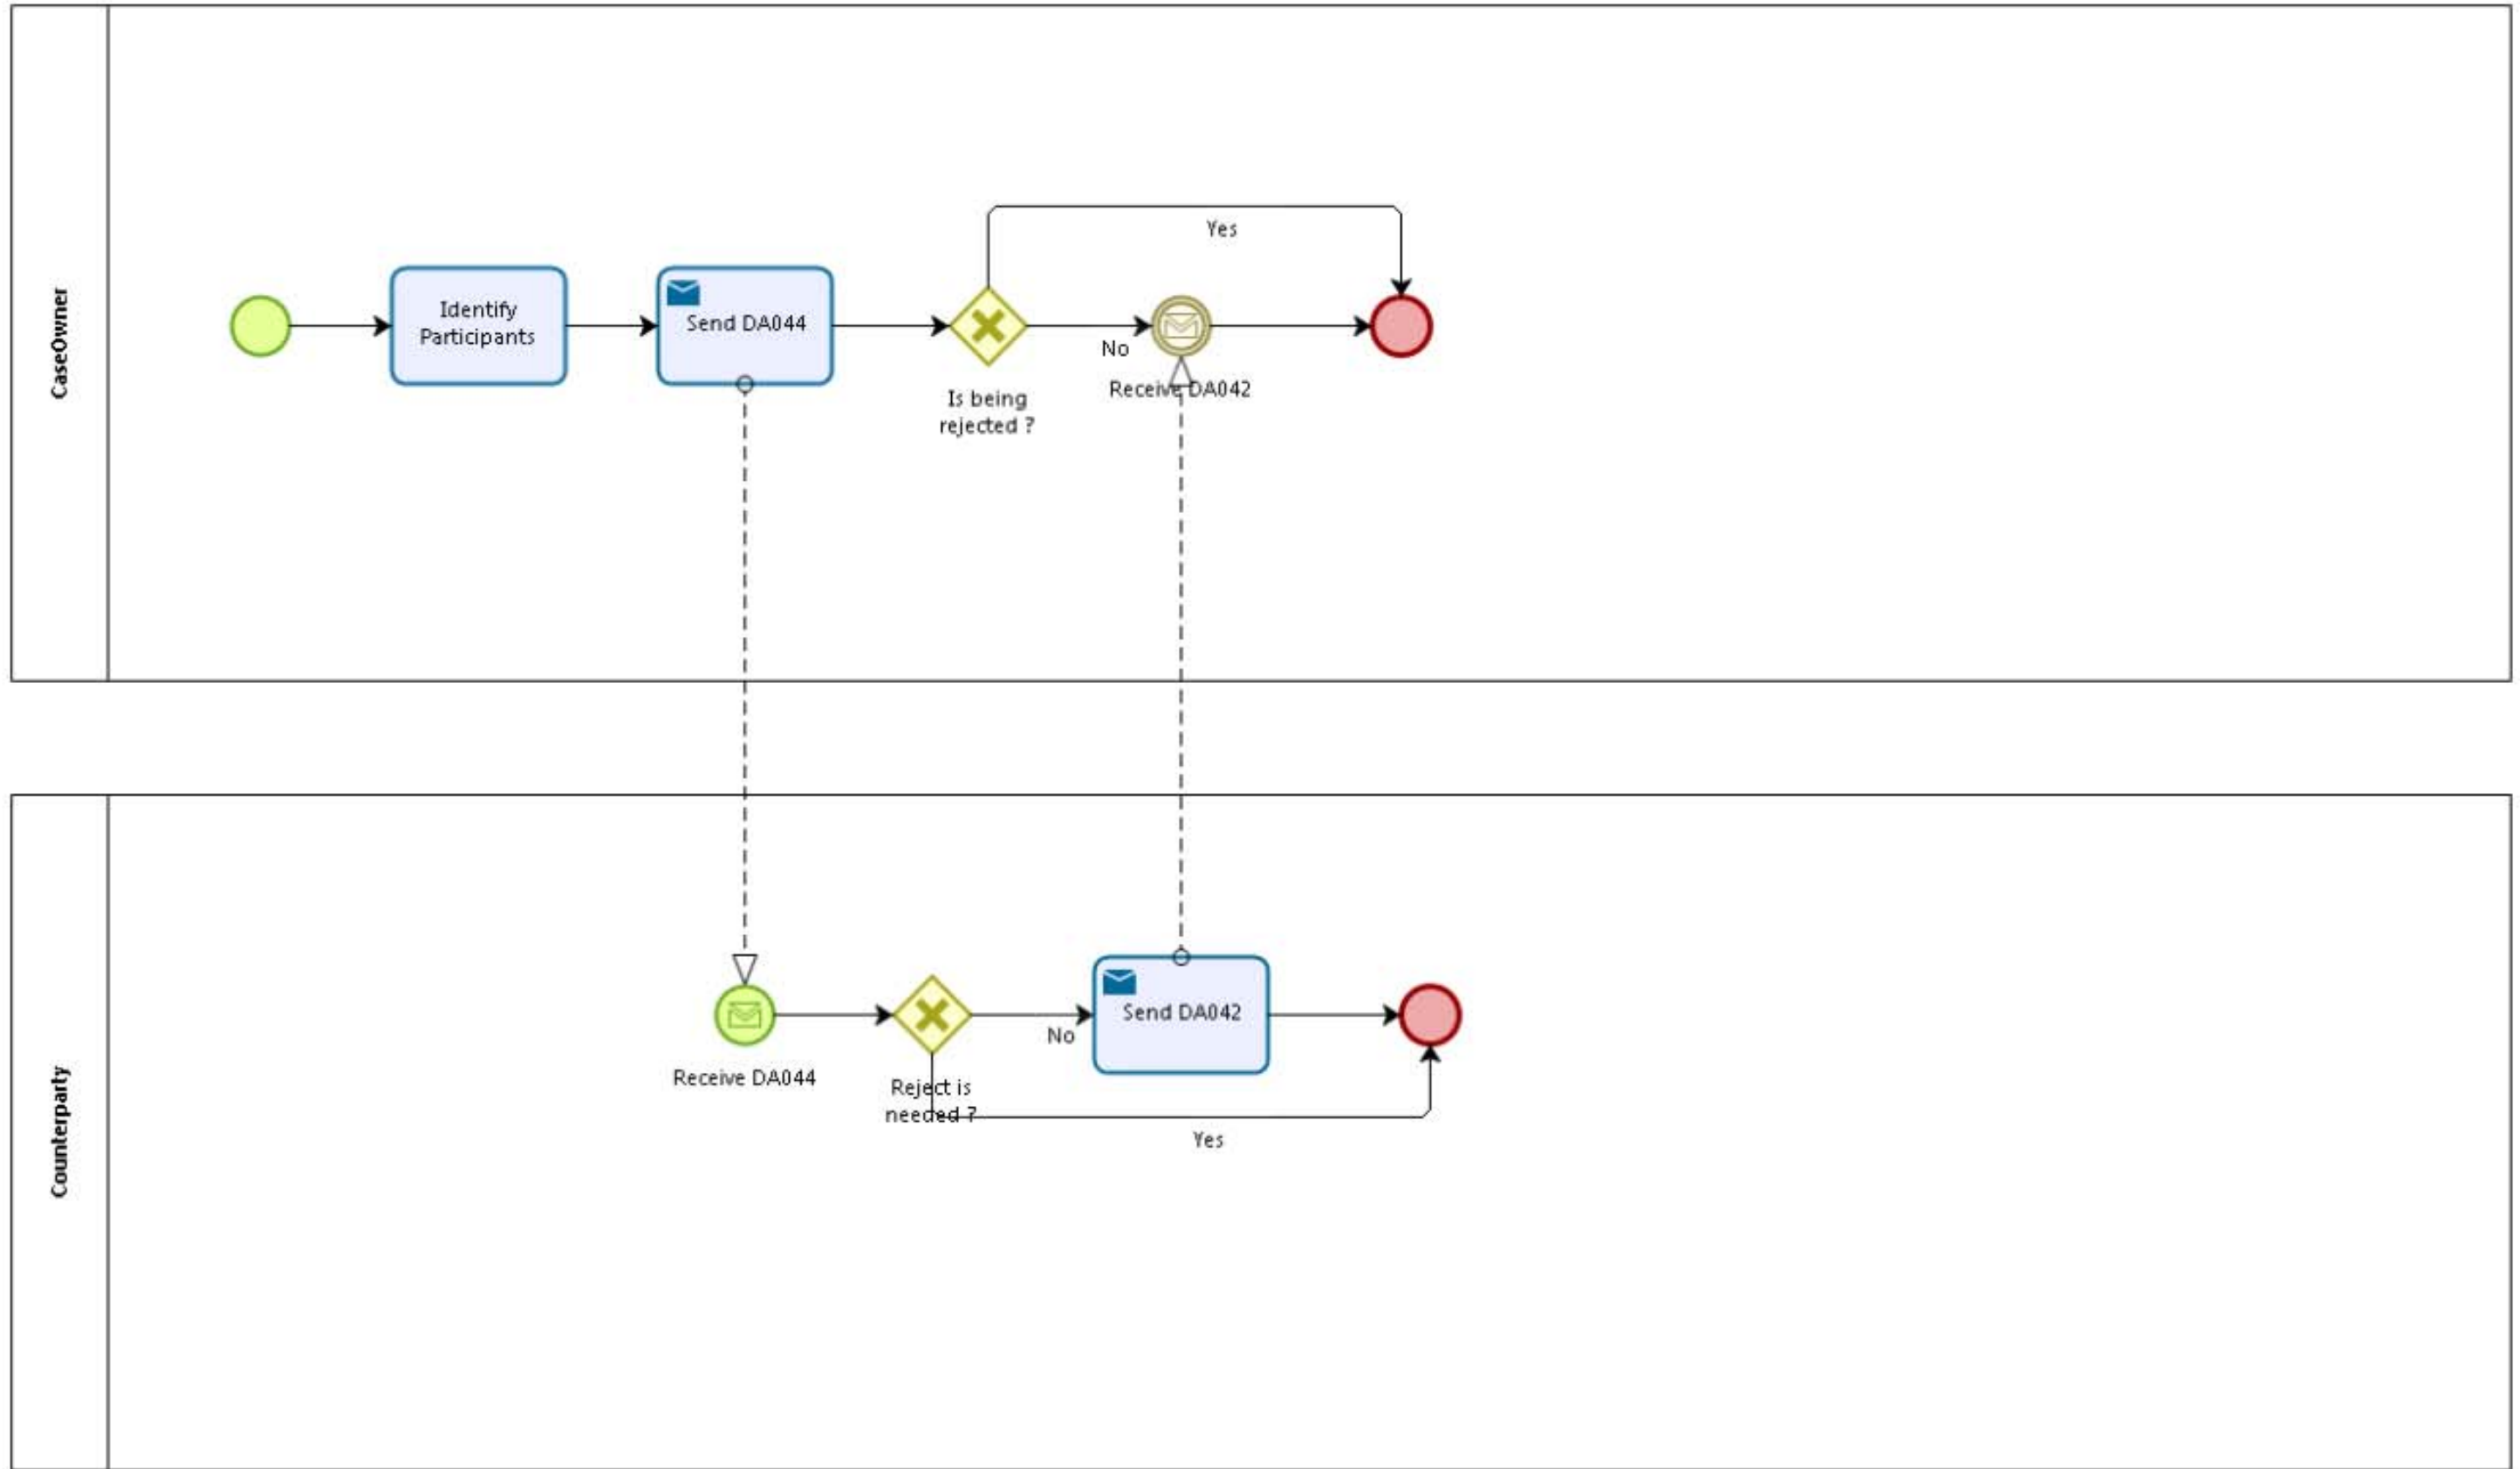 CaseOwner
Yes
Identify
Participants
Send DA044
No
Receive DA042
Is being
rejected ?
Counterparty
Send DA042
No
Receive DA044
Reject is
needed ?
Yes